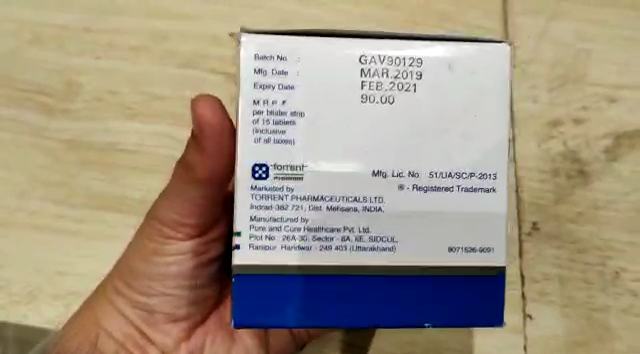 Batch No. : GAV90129
Mfg. Date : MAR.2019
Expiry Date FEB.2021
M.R.P. ₹ 90.00
per blister strip
of 15 tablets
(Inclusive
of all taxes)
torrent
Mfg. Lic. No. 51/UA/SC/P-2013
® - Registered Trademark
Marketed by
TORRENT PHARMACEUTICALS LTD.
Indrad-382 721, Dist. Mehsana, INDIA.
Manufactured by :
Pure and Cure Healthcare Pvt. Ltd.
Plot No. 26A-30, Sector - 8A, IIE, SIDCUL,
Ranipur, Haridwar - 249 403 (Uttarakhand)
8071526-9091